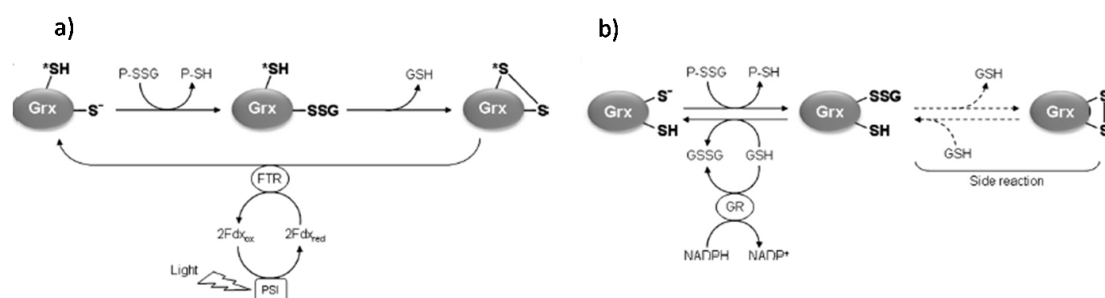 a)
*SH
P-SSG P-SH
*SH
GSH
*S
Grx
S⁻
Grx
SSG
Grx
S
FTR
2Fdxox 2Fdxred
Light
PSI
b)
S⁻
P-SSG P-SH
SSG
GSH
S
Grx
SH
Grx
SH
Grx
S
GSSG GSH
GSH
Side reaction
GR
NADPH NADP⁺